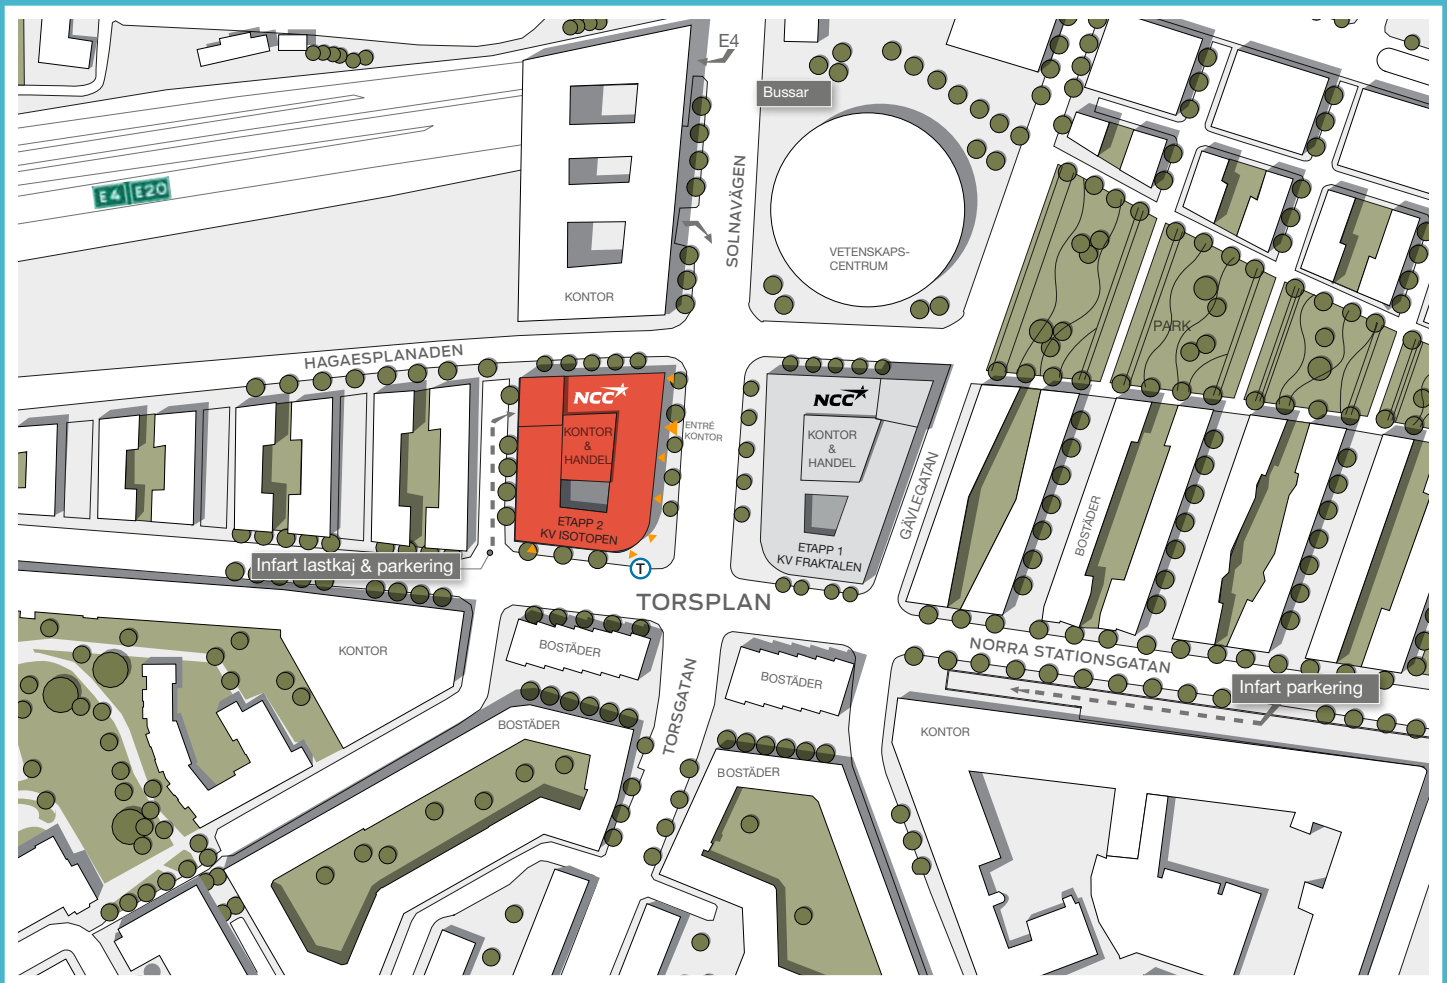 E4
Bussar
E4 E20
SOLNAVÄGEN
VETENSKAPS-
CENTRUM
KONTOR
PARK
HAGAESPLANADEN
NCC
KONTOR
&
HANDEL
ETAPP 2
KV ISOTOPEN
ENTRÉ
KONTOR
NCC
KONTOR
&
HANDEL
ETAPP 1
KV FRAKTALEN
GÄVLEGATAN
BOSTÄDER
Infart lastkaj & parkering
T
TORSPLAN
KONTOR
BOSTÄDER
BOSTÄDER
NORRA STATIONSGATAN
Infart parkering
TORSGATAN
BOSTÄDER
BOSTÄDER
KONTOR